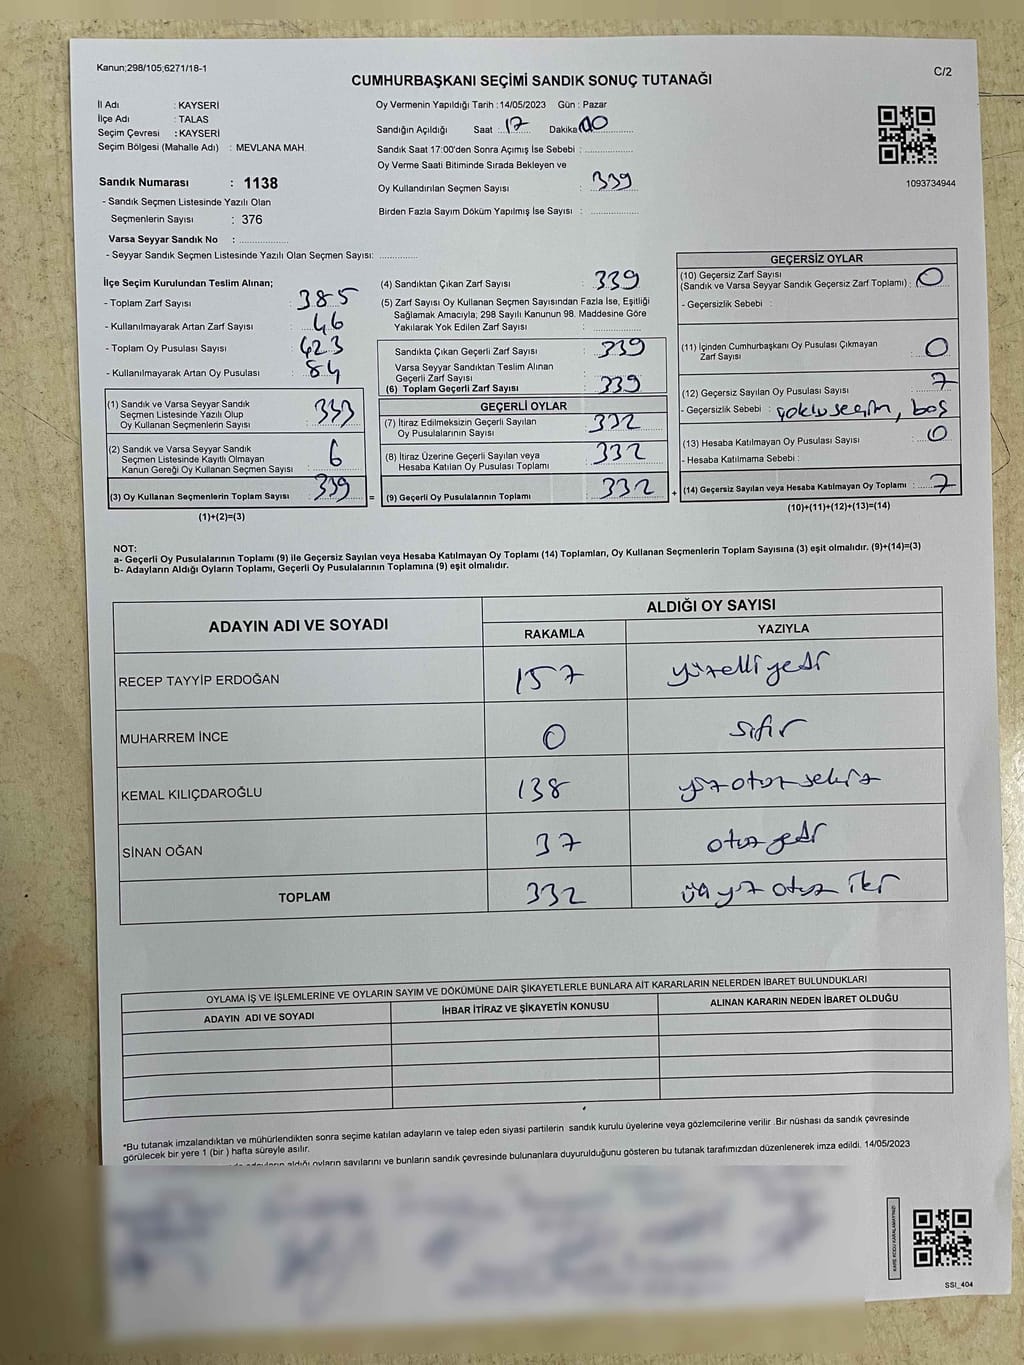 Kanun;298/105;6271/18-1
C/2
CUMHURBAŞKANI SEÇİMİ SANDIK SONUÇ TUTANAĞI
İl Adı : KAYSERİ
İlçe Adı : TALAS
Seçim Çevresi : KAYSERİ
Seçim Bölgesi (Mahalle Adı) : MEVLANA MAH.
Sandık Numarası : 1138
- Sandık Seçmen Listesinde Yazılı Olan
Seçmenlerin Sayısı : 376
Varsa Seyyar Sandık No :
- Seyyar Sandık Seçmen Listesinde Yazılı Olan Seçmen Sayısı:
Oy Vermenin Yapıldığı Tarih :14/05/2023 Gün : Pazar
Sandığın Açıldığı Saat : 17 Dakika 00
Sandık Saat 17:00'den Sonra Açımış İse Sebebi :
Oy Verme Saati Bitiminde Sırada Bekleyen ve
Oy Kullandırılan Seçmen Sayısı : 339
Birden Fazla Sayım Döküm Yapılmış İse Sayısı :
1093734944
İlçe Seçim Kurulundan Teslim Alınan;
- Toplam Zarf Sayısı : 385
- Kullanılmayarak Artan Zarf Sayısı : 46
- Toplam Oy Pusulası Sayısı : 423
- Kullanılmayarak Artan Oy Pusulası : 84
(1) Sandık ve Varsa Seyyar Sandık
Seçmen Listesinde Yazılı Olup
Oy Kullanan Seçmenlerin Sayısı : 333
(2) Sandık ve Varsa Seyyar Sandık
Seçmen Listesinde Kayıtlı Olmayan
Kanun Gereği Oy Kullanan Seçmen Sayısı : 6
(3) Oy Kullanan Seçmenlerin Toplam Sayısı : 339 =
(1)+(2)=(3)
(4) Sandıktan Çıkan Zarf Sayısı : 339
(5) Zarf Sayısı Oy Kullanan Seçmen Sayısından Fazla İse, Eşitliği
Sağlamak Amacıyla; 298 Sayılı Kanunun 98. Maddesine Göre
Yakılarak Yok Edilen Zarf Sayısı :
Sandıkta Çıkan Geçerli Zarf Sayısı : 339
Varsa Seyyar Sandıktan Teslim Alınan
Geçerli Zarf Sayısı :
(6) Toplam Geçerli Zarf Sayısı : 339
GEÇERLİ OYLAR
(7) İtiraz Edilmeksizin Geçerli Sayılan
Oy Pusulalarının Sayısı : 332
(8) İtiraz Üzerine Geçerli Sayılan veya
Hesaba Katılan Oy Pusulası Toplamı : 332
(9) Geçerli Oy Pusulalarının Toplamı : 332 +
GEÇERSİZ OYLAR
(10) Geçersiz Zarf Sayısı
(Sandık ve Varsa Seyyar Sandık Geçersiz Zarf Toplamı) : 0
- Geçersizlik Sebebi :
(11) İçinden Cumhurbaşkanı Oy Pusulası Çıkmayan
Zarf Sayısı : 0
(12) Geçersiz Sayılan Oy Pusulası Sayısı : 7
- Geçersizlik Sebebi : çoklu seçim, boş
(13) Hesaba Katılmayan Oy Pusulası Sayısı : 0
- Hesaba Katılmama Sebebi :
(14) Geçersiz Sayılan veya Hesaba Katılmayan Oy Toplamı : 7
(10)+(11)+(12)+(13)=(14)
NOT:
a- Geçerli Oy Pusulalarının Toplamı (9) ile Geçersiz Sayılan veya Hesaba Katılmayan Oy Toplamı (14) Toplamları, Oy Kullanan Seçmenlerin Toplam Sayısına (3) eşit olmalıdır. (9)+(14)=(3)
b- Adayların Aldığı Oyların Toplamı, Geçerli Oy Pusulalarının Toplamına (9) eşit olmalıdır.
ADAYIN ADI VE SOYADI
ALDIĞI OY SAYISI
RAKAMLA YAZIYLA
RECEP TAYYİP ERDOĞAN 157 yüzelliyedi
MUHARREM İNCE 0 sıfır
KEMAL KILIÇDAROĞLU 138 yüzotuzsekiz
SİNAN OĞAN 37 otuzyedi
TOPLAM 332 üçyüz otuz iki
OYLAMA İŞ VE İŞLEMLERİNE VE OYLARIN SAYIM VE DÖKÜMÜNE DAİR ŞİKAYETLERLE BUNLARA AİT KARARLARIN NELERDEN İBARET BULUNDUKLARI
ADAYIN ADI VE SOYADI İHBAR İTİRAZ VE ŞİKAYETİN KONUSU ALINAN KARARIN NEDEN İBARET OLDUĞU
*Bu tutanak imzalandıktan ve mühürlendikten sonra seçime katılan adayların ve talep eden siyasi partilerin sandık kurulu üyelerine veya gözlemcilerine verilir .Bir nüshası da sandık çevresinde
görülecek bir yere 1 (bir ) hafta süreyle asılır.
aldığı oyların sayılarını ve bunların sandık çevresinde bulunanlara duyurulduğunu gösteren bu tutanak tarafımızdan düzenlenerek imza edildi. 14/05/2023
KARE KODU KARALAMAYINIZ!
SSI_404